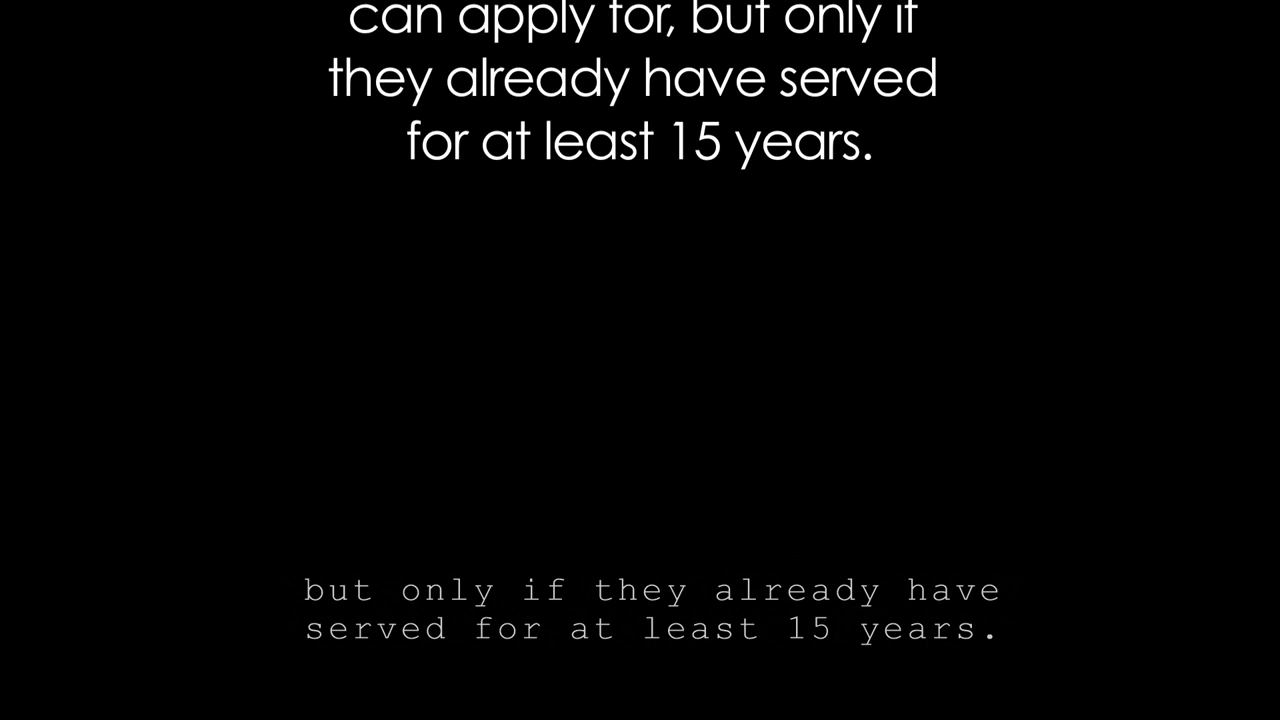 can apply for, but only if
they already have served
for at least 15 years.
but only if they already have
served for at least 15 years.